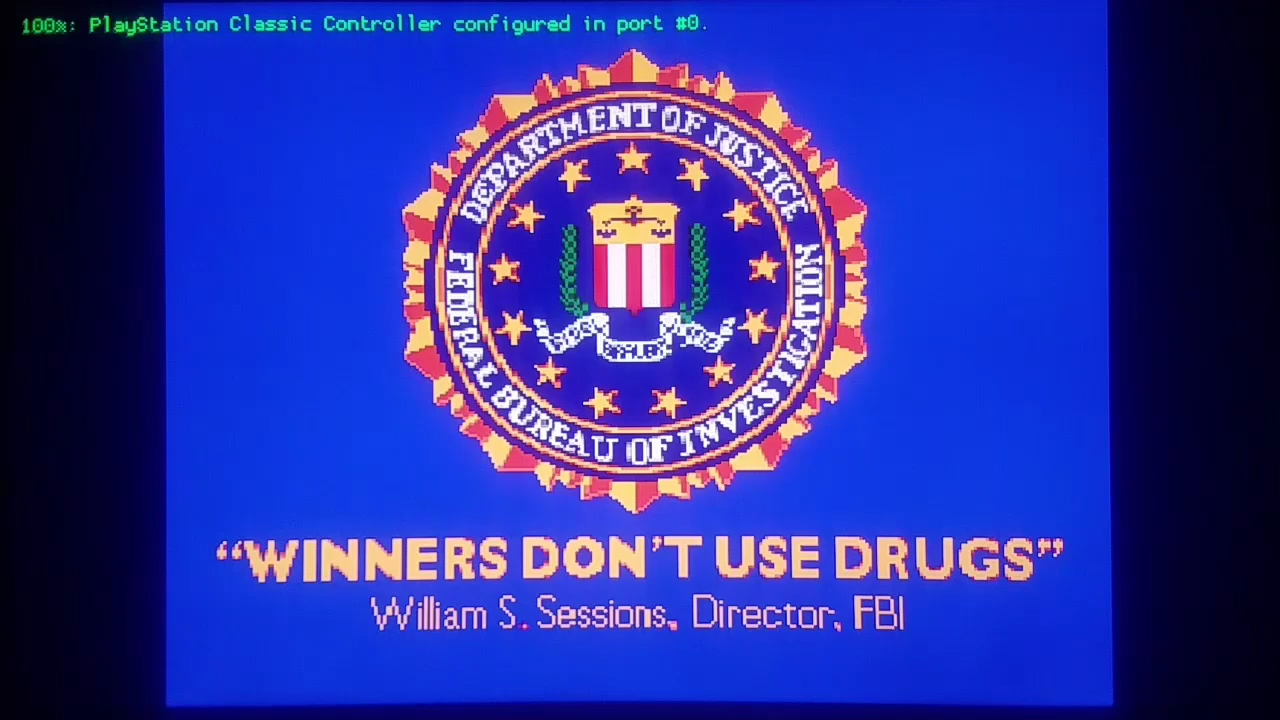 100%: PlayStation Classic Controller configured in port #0.
DEPARTMENT OF JUSTICE
FEDERAL BUREAU OF INVESTIGATION
“WINNERS DON’T USE DRUGS”
William S. Sessions, Director, FBI